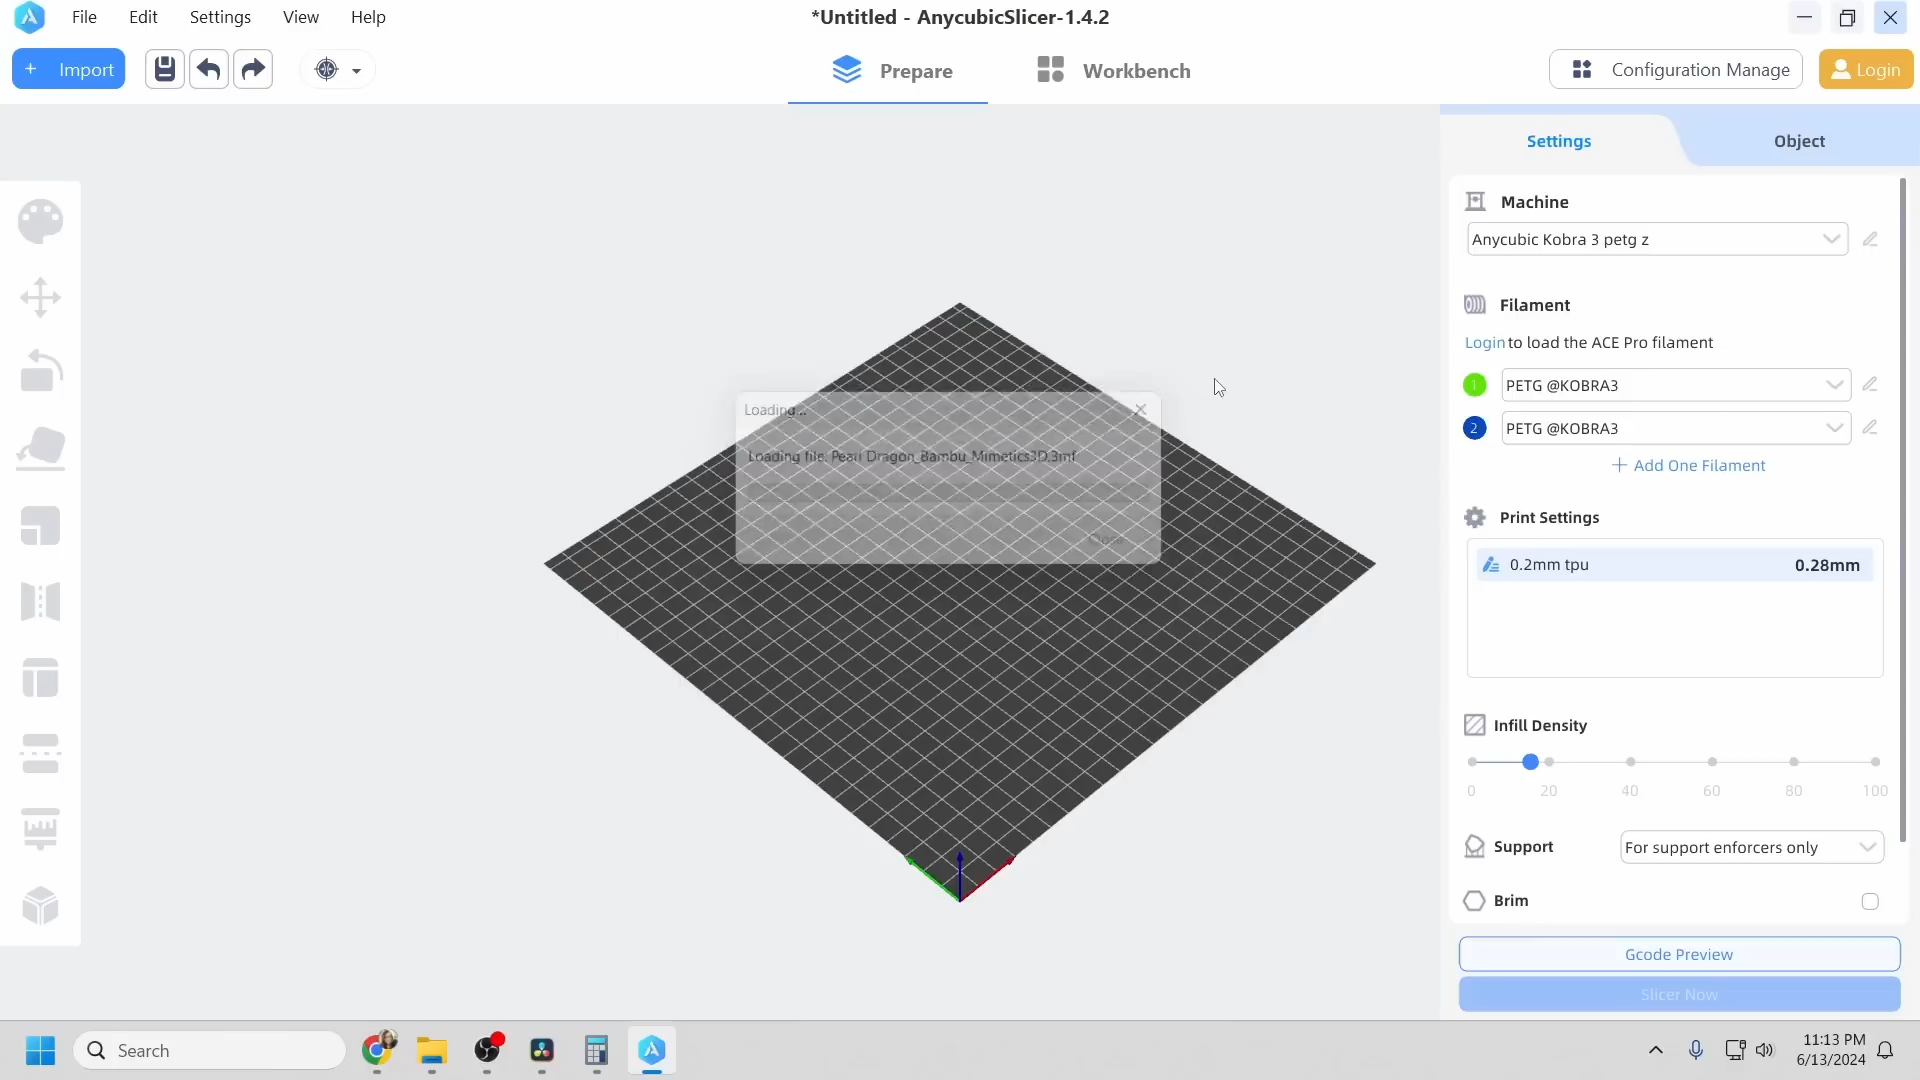 File Edit Settings View Help
*Untitled - AnycubicSlicer-1.4.2
+ Import
Prepare
Workbench
Configuration Manage
Login
Settings
Object
Machine
Anycubic Kobra 3 petg z
Filament
Login to load the ACE Pro filament
1 PETG @KOBRA3
2 PETG @KOBRA3
+ Add One Filament
Loading...
Loading file: Pearl Dragon_Bambu_Mimetics3D.3mf
Close
Print Settings
0.2mm tpu 0.28mm
Infill Density
0 20 40 60 80 100
Support For support enforcers only
Brim
Gcode Preview
Slicer Now
Search
11:13 PM
6/13/2024